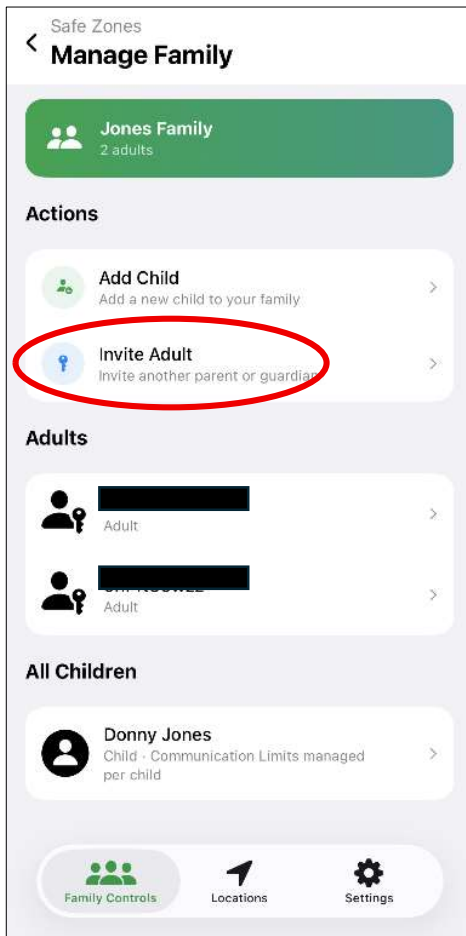 Safe Zones
Manage Family
Jones Family
2 adults
Actions
Add Child
Add a new child to your family
Invite Adult
Invite another parent or guardian
Adults
Adult
Adult
All Children
Donny Jones
Child - Communication Limits managed
per child
Family Controls
Locations
Settings